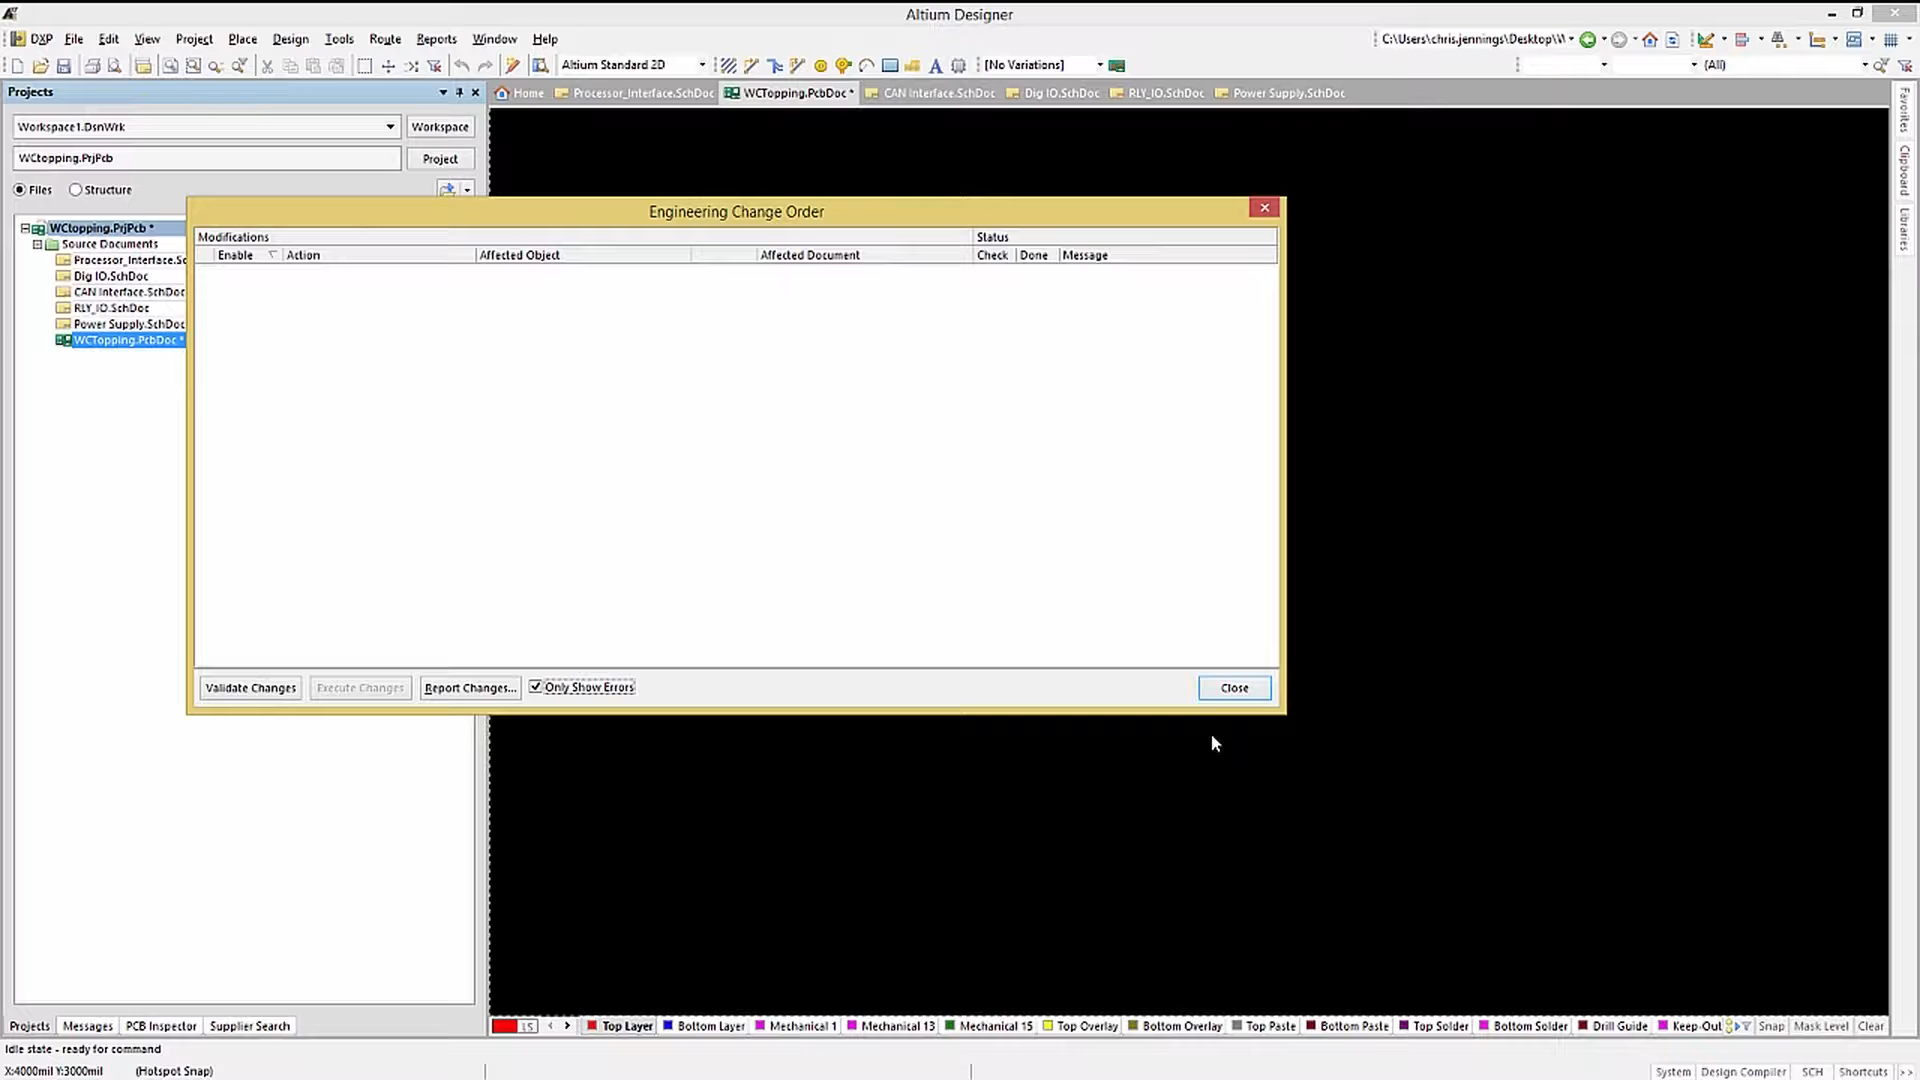 Altium Designer
DXP File Edit View Project Place Design Tools Route Reports Window Help
C:\Users\chris.jennings\Desktop\W
Altium Standard 2D
[No Variations]
(All)
Projects
Home Processor_Interface.SchDoc WCTopping.PcbDoc * CAN Interface.SchDoc Dig IO.SchDoc RLY_IO.SchDoc Power Supply.SchDoc
Favorites
Clipboard
Libraries
Workspace1.DsnWrk
Workspace
WCtopping.PrjPcb
Project
Files Structure
WCtopping.PrjPcb *
Source Documents
Processor_Interface.Sc
Dig IO.SchDoc
CAN Interface.SchDoc
RLY_IO.SchDoc
Power Supply.SchDoc
WCTopping.PcbDoc *
Engineering Change Order
Modifications Status
Enable Action Affected Object Affected Document Check Done Message
Validate Changes Execute Changes Report Changes... Only Show Errors Close
Projects Messages PCB Inspector Supplier Search
LS Top Layer Bottom Layer Mechanical 1 Mechanical 13 Mechanical 15 Top Overlay Bottom Overlay Top Paste Bottom Paste Top Solder Bottom Solder Drill Guide Keep-Out Snap Mask Level Clear
Idle state - ready for command
X:4000mil Y:3000mil (Hotspot Snap)
System Design Compiler SCH Shortcuts >>